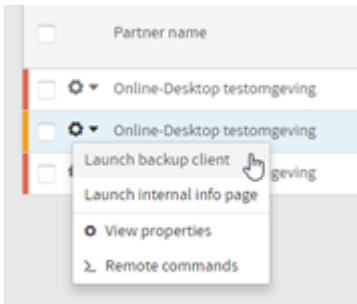 Partner name
Online-Desktop testomgeving
Online-Desktop testomgeving
Launch backup client
geving
Launch internal info page
View properties
Remote commands